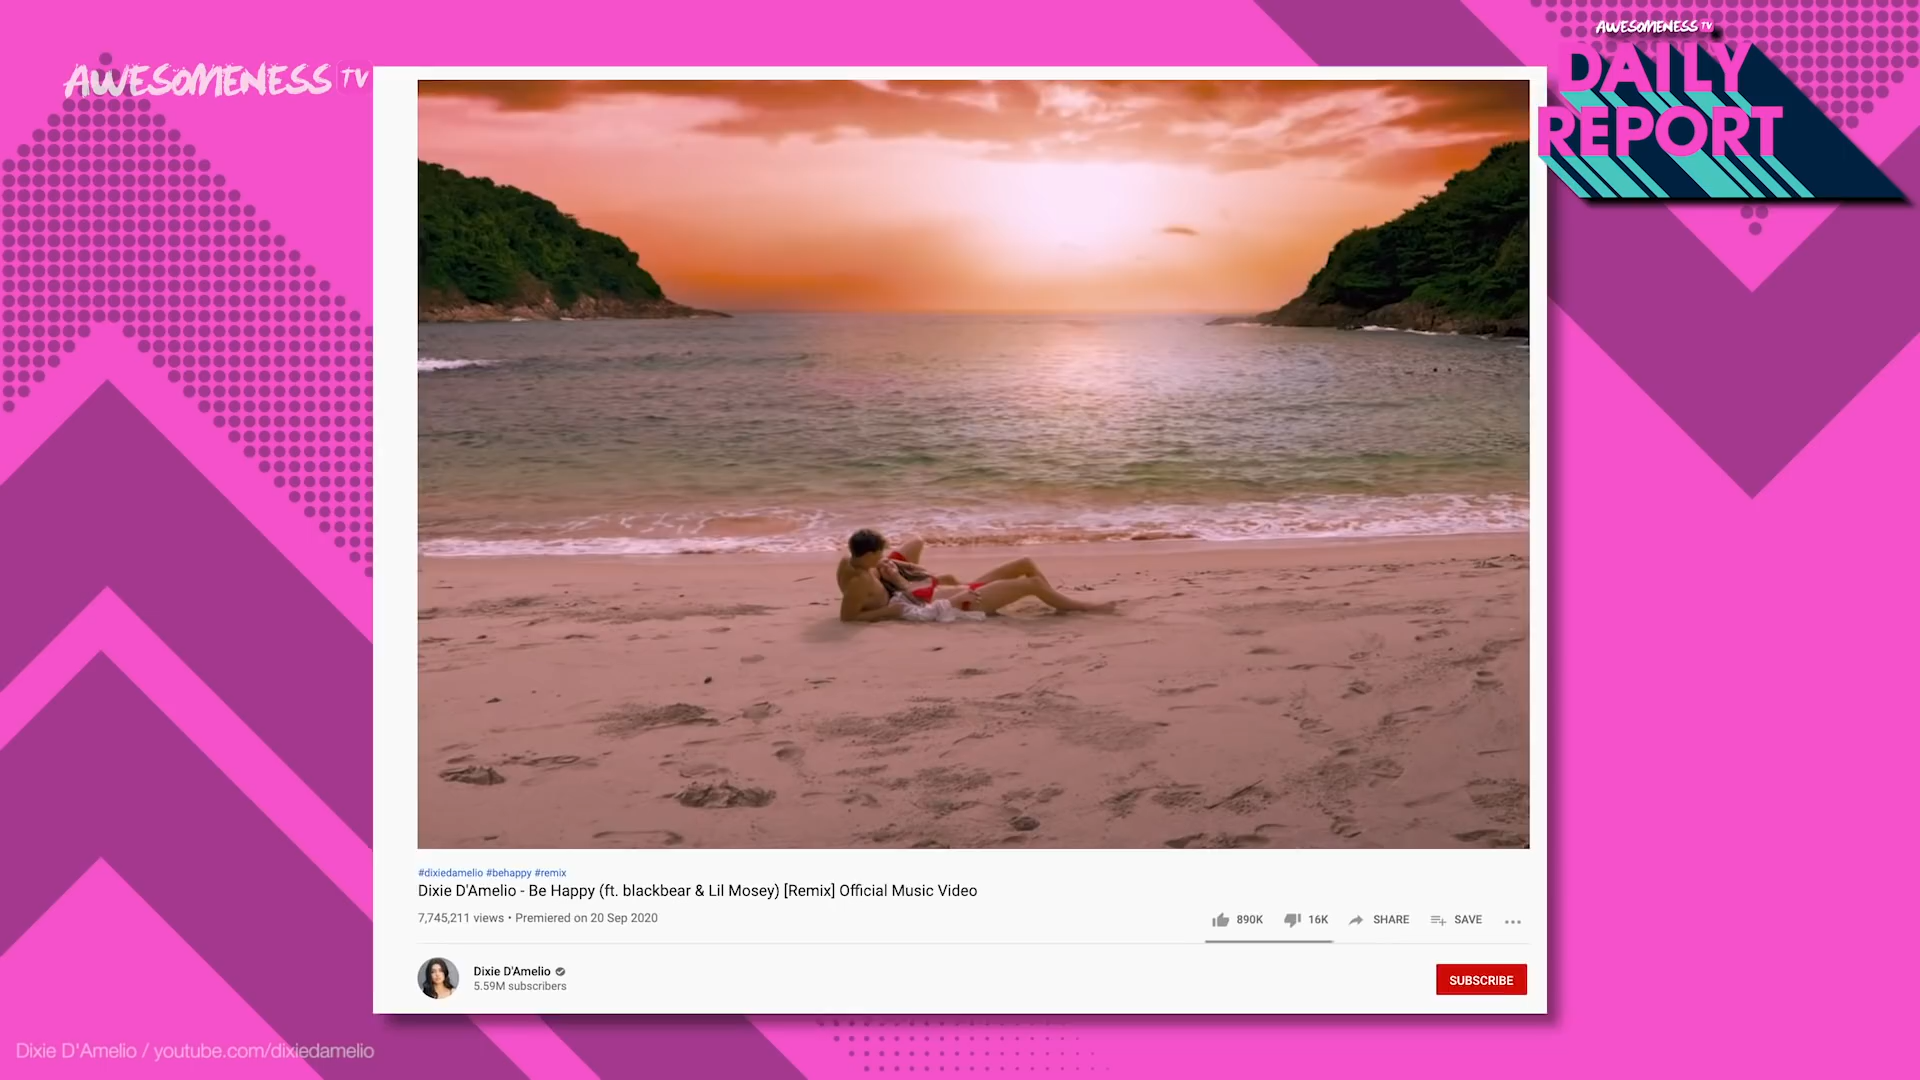 AWESOMENESS TV
AWESOMENESS TV
DAILY
REPORT
#dixiedamelio #behappy #remix
Dixie D'Amelio - Be Happy (ft. blackbear & Lil Mosey) [Remix] Official Music Video
7,745,211 views • Premiered on 20 Sep 2020
890K
16K
SHARE
SAVE
Dixie D'Amelio
5.59M subscribers
SUBSCRIBE
Dixie D'Amelio / youtube.com/dixiedamelio